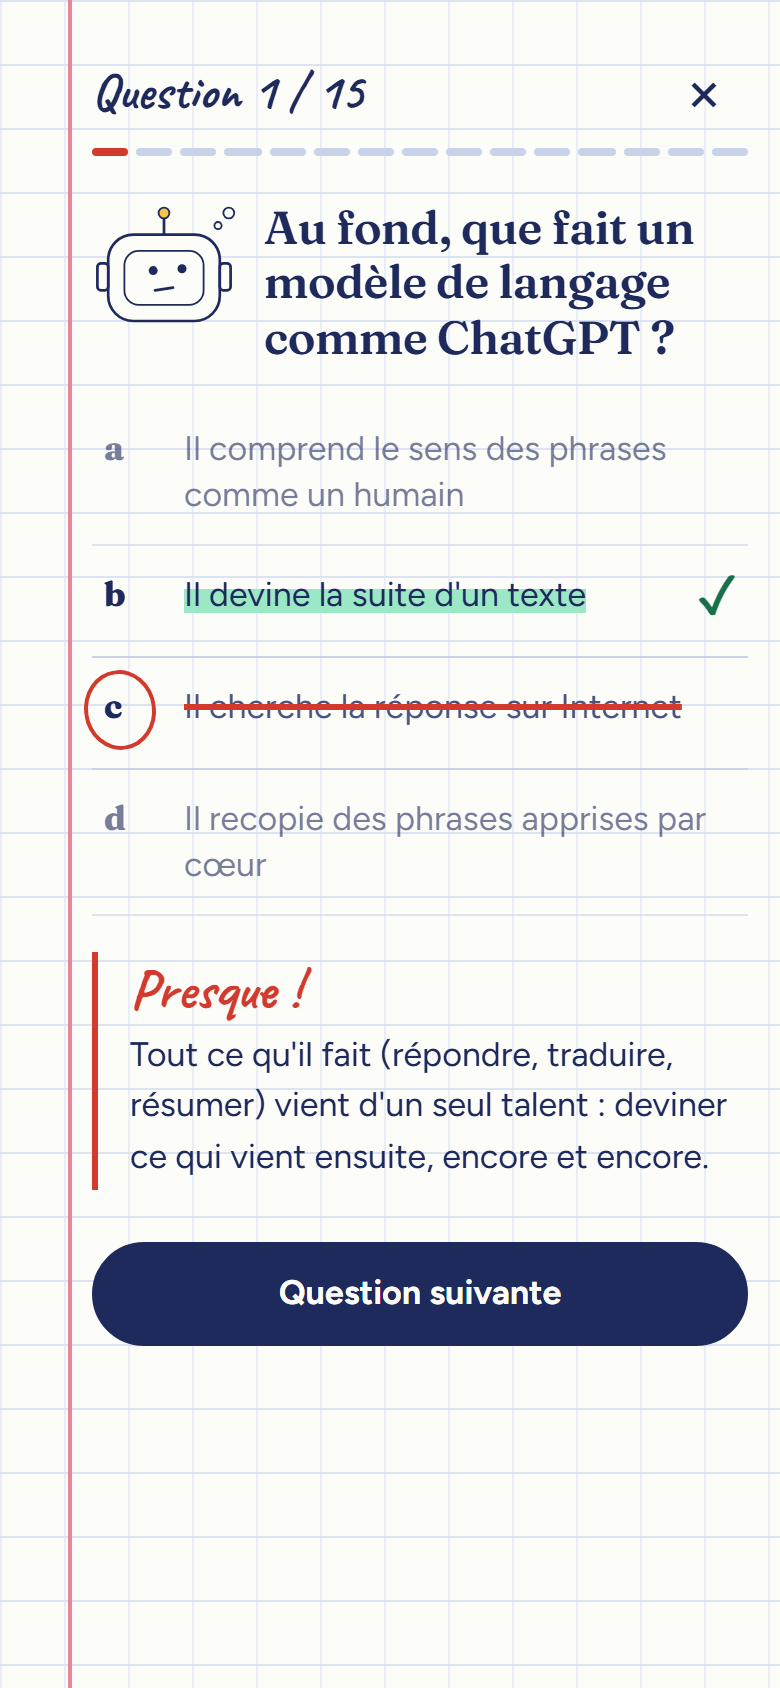 Question 1 / 15
✕
Au fond, que fait un
modèle de langage
comme ChatGPT ?
a Il comprend le sens des phrases
comme un humain
b Il devine la suite d'un texte ✓
c Il cherche la réponse sur Internet
d Il recopie des phrases apprises par
cœur
Presque !
Tout ce qu'il fait (répondre, traduire,
résumer) vient d'un seul talent : deviner
ce qui vient ensuite, encore et encore.
Question suivante